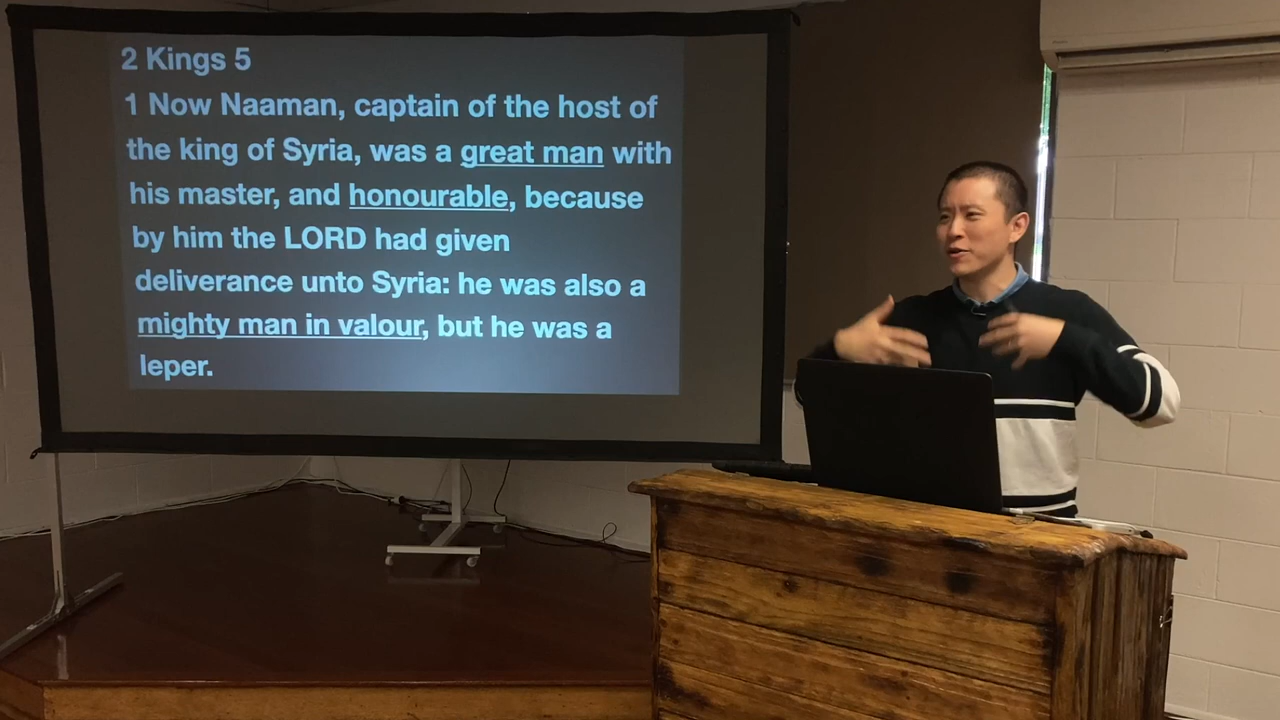 2 Kings 5
1 Now Naaman, captain of the host of
the king of Syria, was a great man with
his master, and honourable, because
by him the LORD had given
deliverance unto Syria: he was also a
mighty man in valour, but he was a
leper.